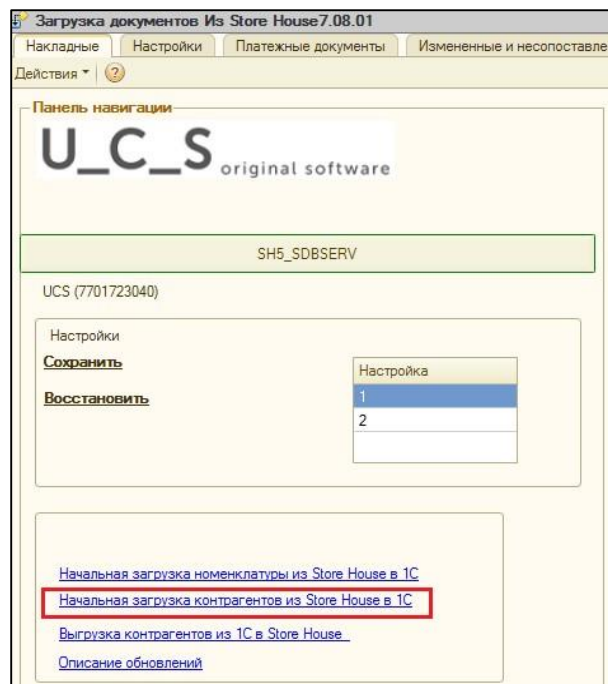 Загрузка документов Из Store House7.08.01
Накладные Настройки Платежные документы Измененные и несопоставле
Действия ?
Панель навигации
U_C_S original software
SH5_SDBSERV
UCS (7701723040)
Настройки
Сохранить
Настройка
Восстановить
1
2
Начальная загрузка номенклатуры из Store House в 1С
Начальная загрузка контрагентов из Store House в 1С
Выгрузка контрагентов из 1С в Store House
Описание обновлений